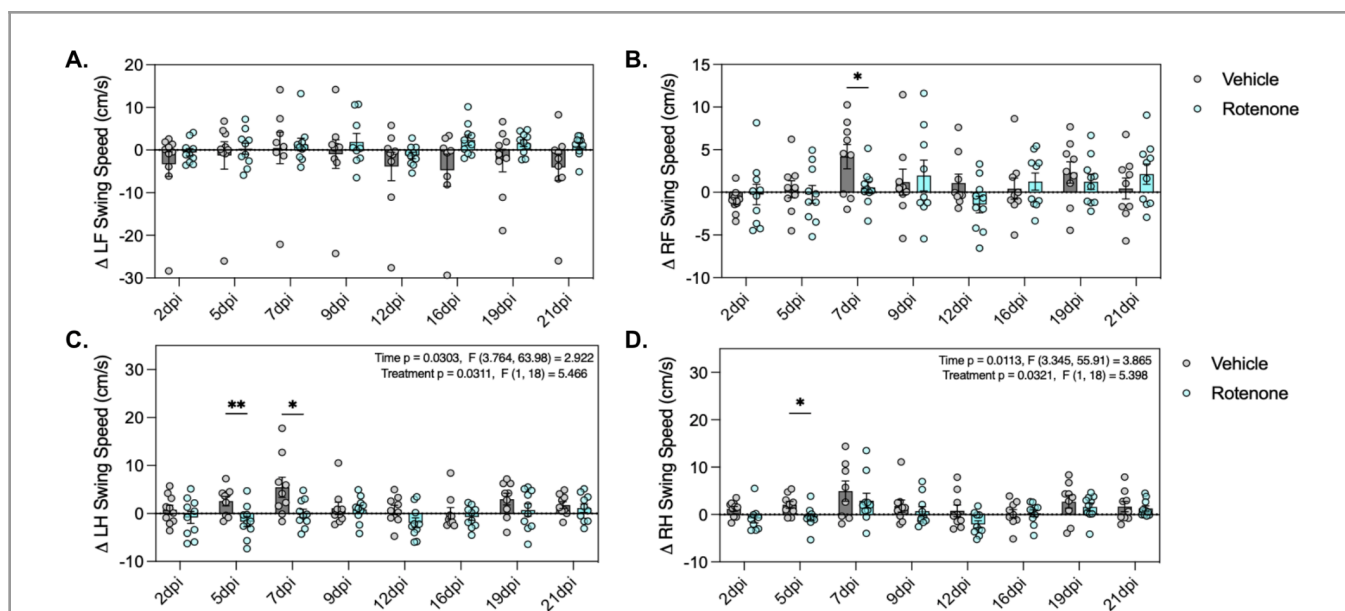 A.
Δ LF Swing Speed (cm/s)
20
10
0
-10
-20
-30
2dpi 5dpi 7dpi 9dpi 12dpi 16dpi 19dpi 21dpi
B.
Δ RF Swing Speed (cm/s)
15
10
5
0
-5
-10
*
2dpi 5dpi 7dpi 9dpi 12dpi 16dpi 19dpi 21dpi
Vehicle
Rotenone
C.
Δ LH Swing Speed (cm/s)
30
20
10
0
-10
Time p = 0.0303, F (3.764, 63.98) = 2.922
Treatment p = 0.0311, F (1, 18) = 5.466
** *
2dpi 5dpi 7dpi 9dpi 12dpi 16dpi 19dpi 21dpi
D.
Δ RH Swing Speed (cm/s)
30
20
10
0
-10
Time p = 0.0113, F (3.345, 55.91) = 3.865
Treatment p = 0.0321, F (1, 18) = 5.398
*
2dpi 5dpi 7dpi 9dpi 12dpi 16dpi 19dpi 21dpi
Vehicle
Rotenone